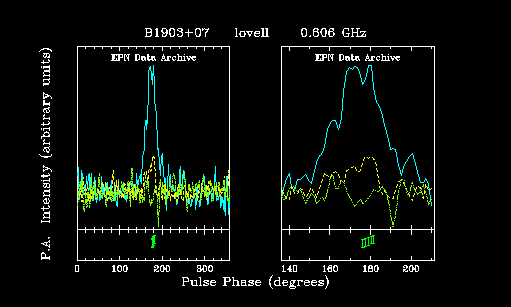 B1903+07 lovell 0.606 GHz
EPN Data Archive EPN Data Archive
P.A. Intensity (arbitrary units)
0 100 200 300 140 160 180 200
Pulse Phase (degrees)